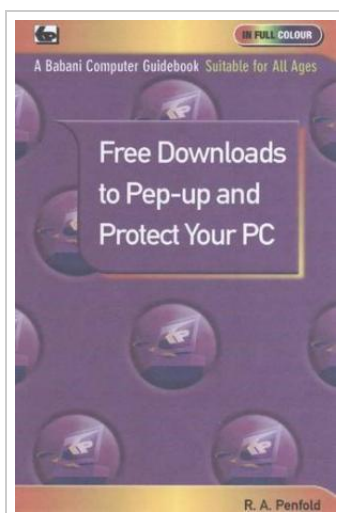 IN FULL COLOUR
A Babani Computer Guidebook Suitable for All Ages
Free Downloads
to Pep-up and
Protect Your PC
R. A. Penfold